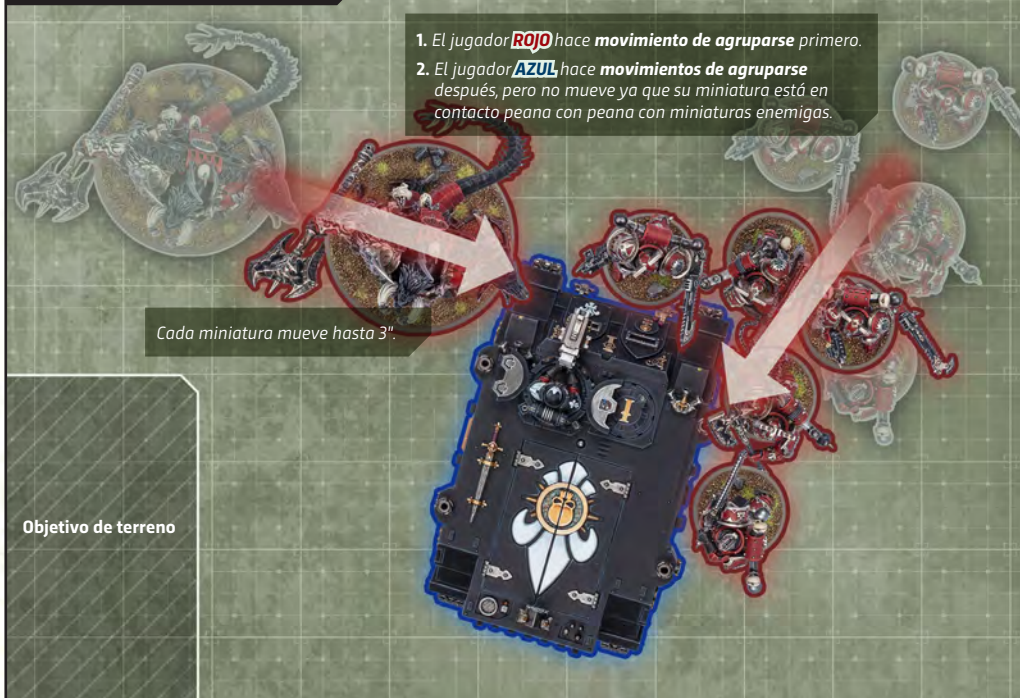 1. El jugador ROJO hace movimiento de agruparse primero.
2. El jugador AZUL hace movimientos de agruparse
después, pero no mueve ya que su miniatura está en
contacto peana con peana con miniaturas enemigas.
Cada miniatura mueve hasta 3".
Objetivo de terreno